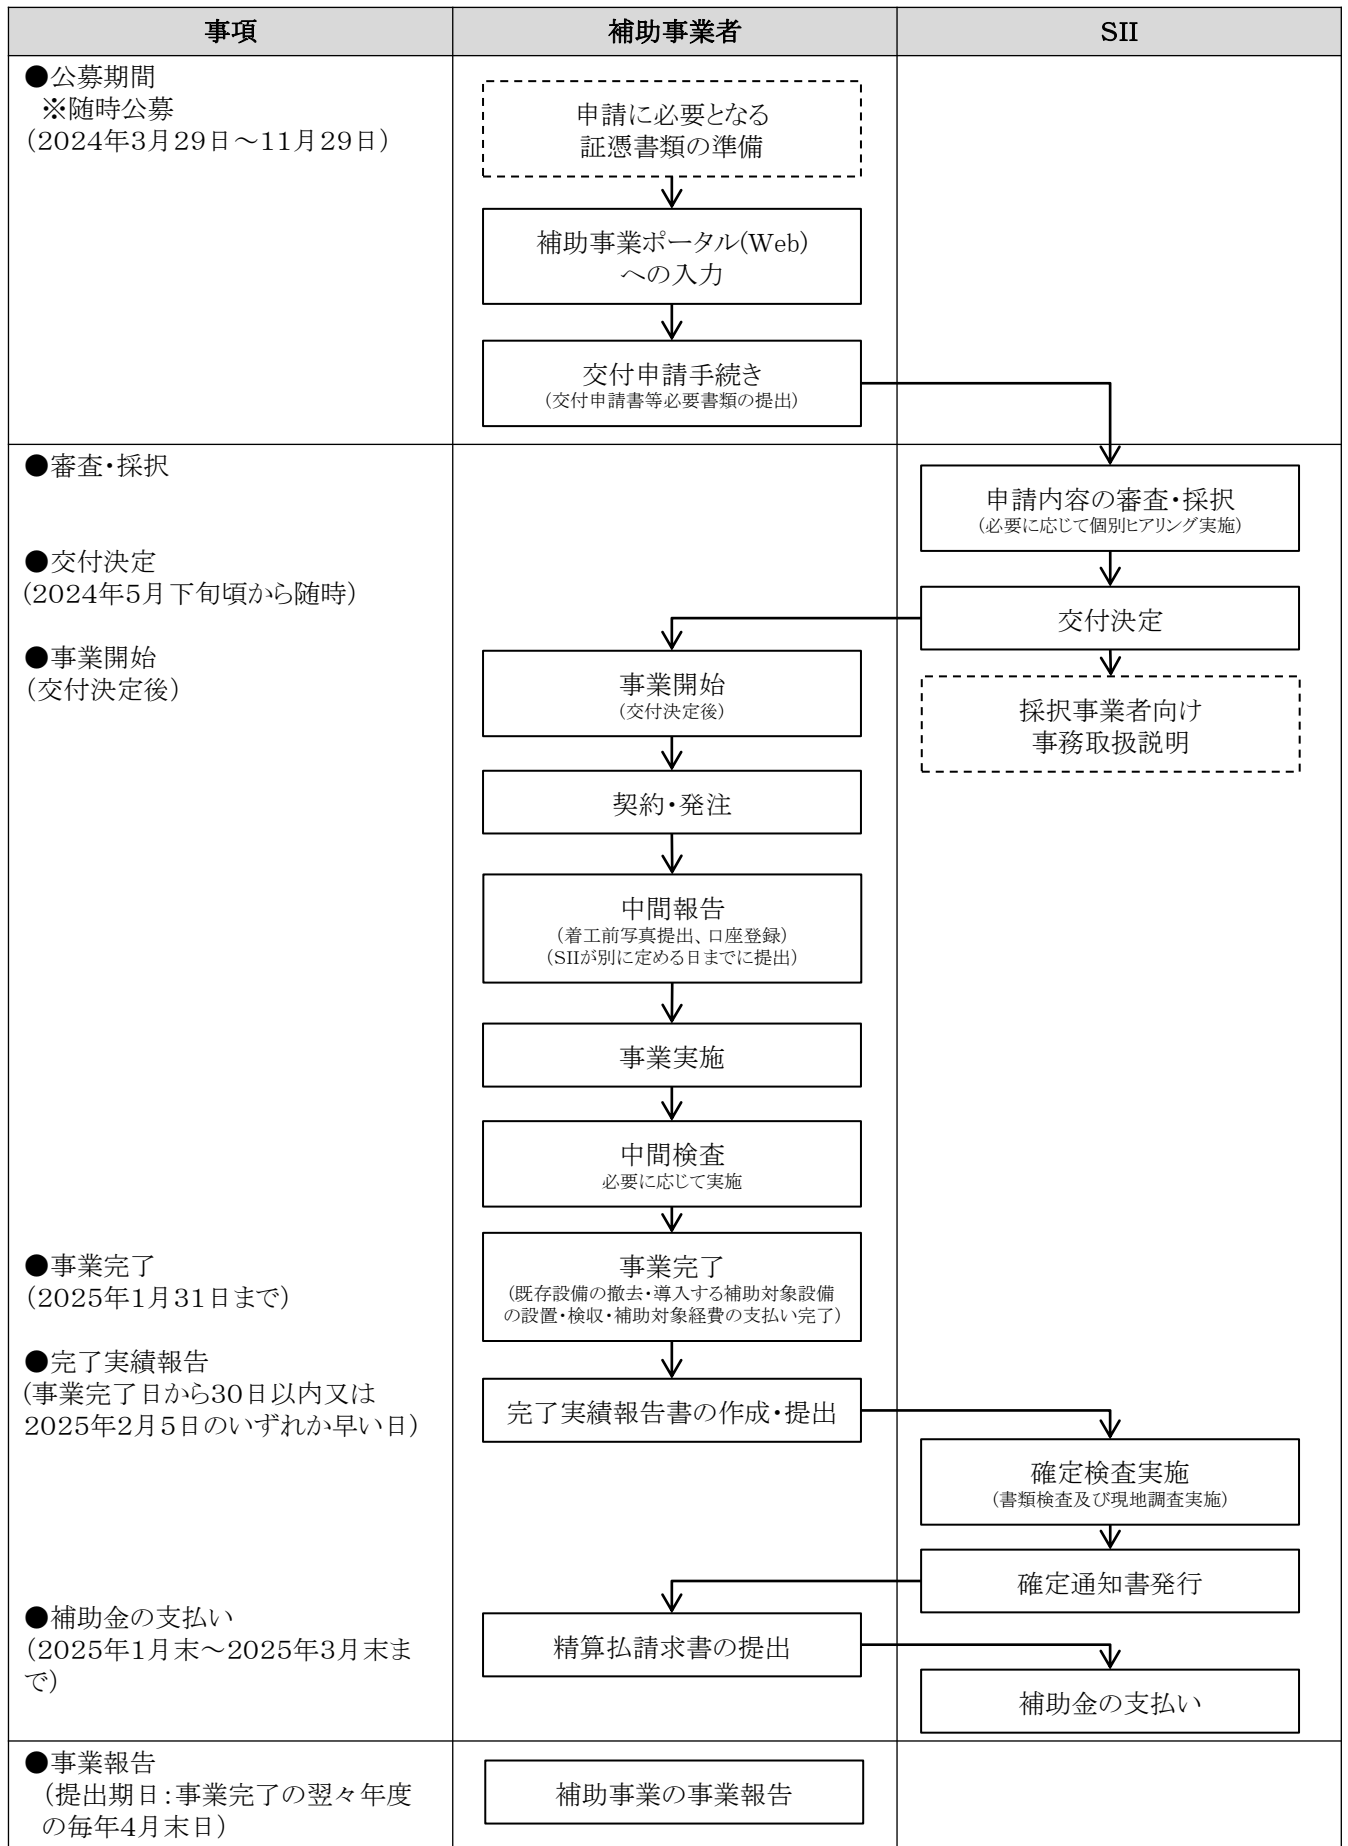 事項
補助事業者
SII
●公募期間
※随時公募
(2024年3月29日～11月29日)
申請に必要となる
証憑書類の準備
補助事業ポータル(Web)
への入力
交付申請手続き
(交付申請書等必要書類の提出)
●審査・採択
申請内容の審査・採択
(必要に応じて個別ヒアリング実施)
●交付決定
(2024年5月下旬頃から随時)
交付決定
●事業開始
(交付決定後)
事業開始
(交付決定後)
採択事業者向け
事務取扱説明
契約・発注
中間報告
(着工前写真提出、口座登録)
(SIIが別に定める日までに提出)
事業実施
中間検査
必要に応じて実施
●事業完了
(2025年1月31日まで)
事業完了
(既存設備の撤去・導入する補助対象設備
の設置・検収・補助対象経費の支払い完了)
●完了実績報告
(事業完了日から30日以内又は
2025年2月5日のいずれか早い日)
完了実績報告書の作成・提出
確定検査実施
(書類検査及び現地調査実施)
確定通知書発行
●補助金の支払い
(2025年1月末～2025年3月末ま
で)
精算払請求書の提出
補助金の支払い
●事業報告
(提出期日:事業完了の翌々年度
の毎年4月末日)
補助事業の事業報告